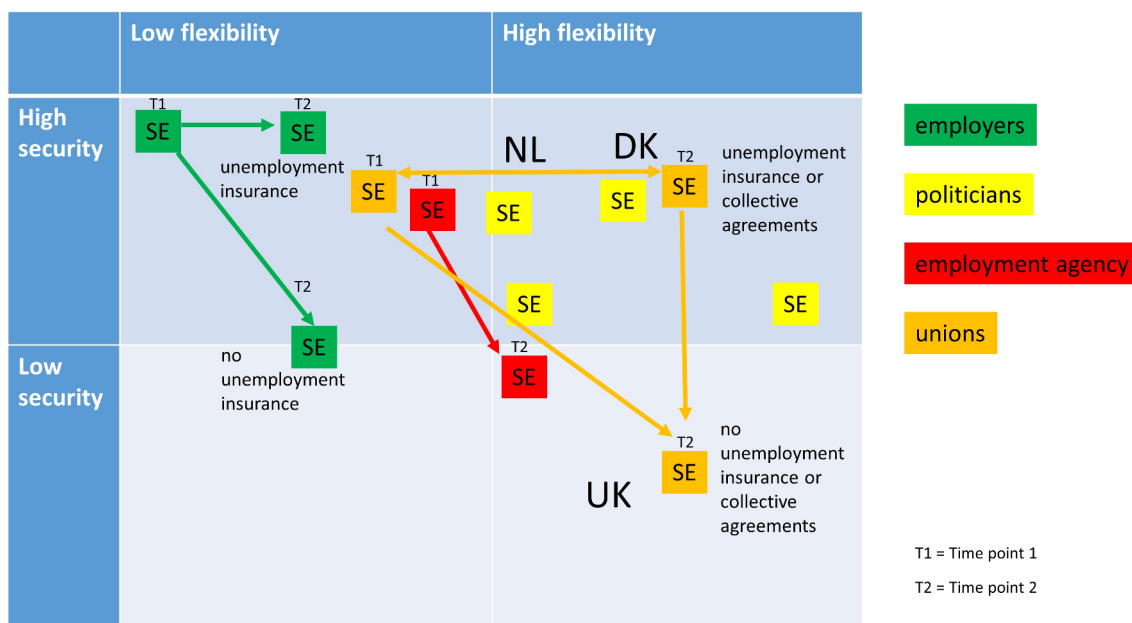 Low flexibility
High flexibility
High
security
T1
SE
T2
SE
unemployment
insurance
T1
SE
T1
SE
NL
DK
SE
SE
T2
SE
unemployment
insurance or
collective
agreements
T2
SE
SE
SE
no
unemployment
insurance
Low
security
T2
SE
T2
SE
UK
no
unemployment
insurance or
collective
agreements
employers
politicians
employment agency
unions
T1 = Time point 1
T2 = Time point 2